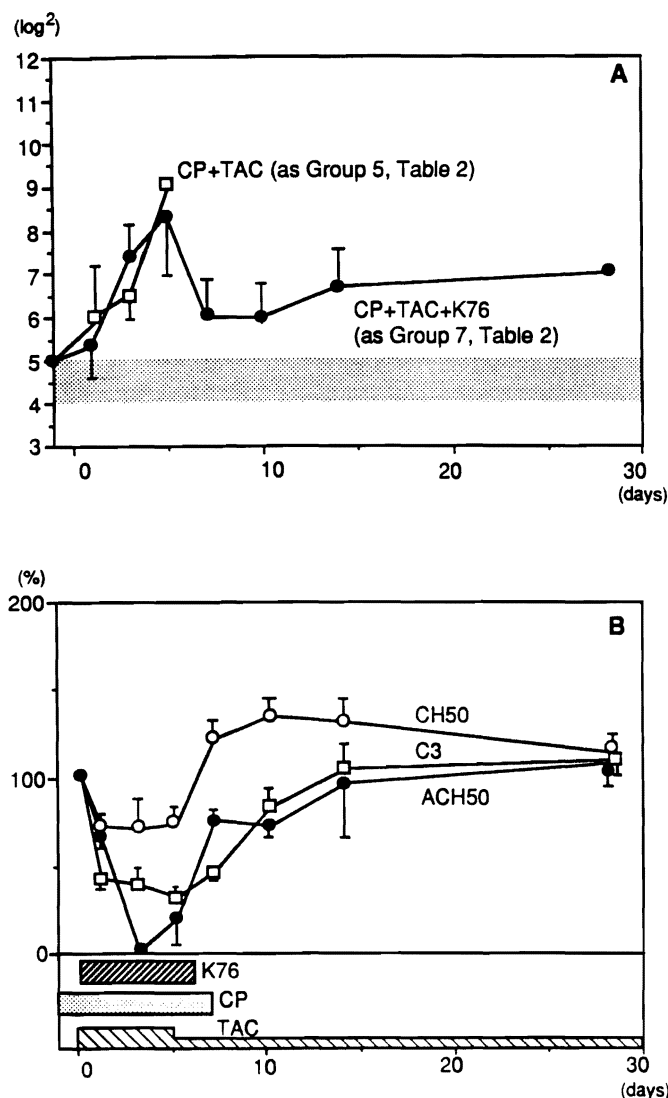 (log²)
A
12
11
10
9
8
7
6
5
4
3
CP+TAC (as Group 5, Table 2)
CP+TAC+K76
(as Group 7, Table 2)
0 10 20 30
(days)
(%)
B
200
100
0
CH50
C3
ACH50
K76
CP
TAC
0 10 20 30
(days)